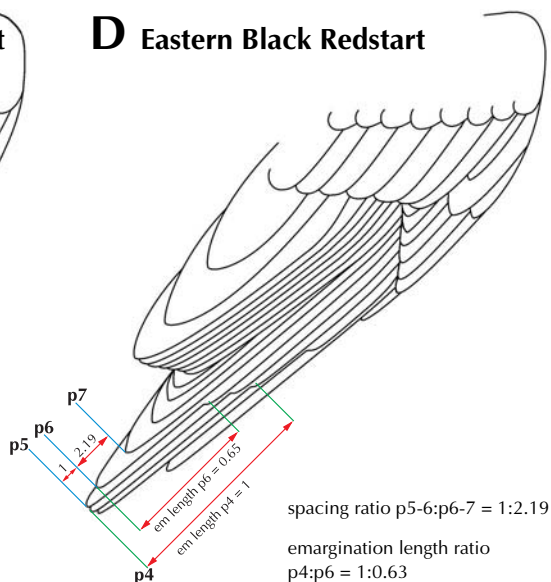 t
D Eastern Black Redstart
p7
p6
p5
2.19
1
em length p6 = 0.65
em length p4 = 1
p4
spacing ratio p5-6:p6-7 = 1:2.19
emargination length ratio
p4:p6 = 1:0.63